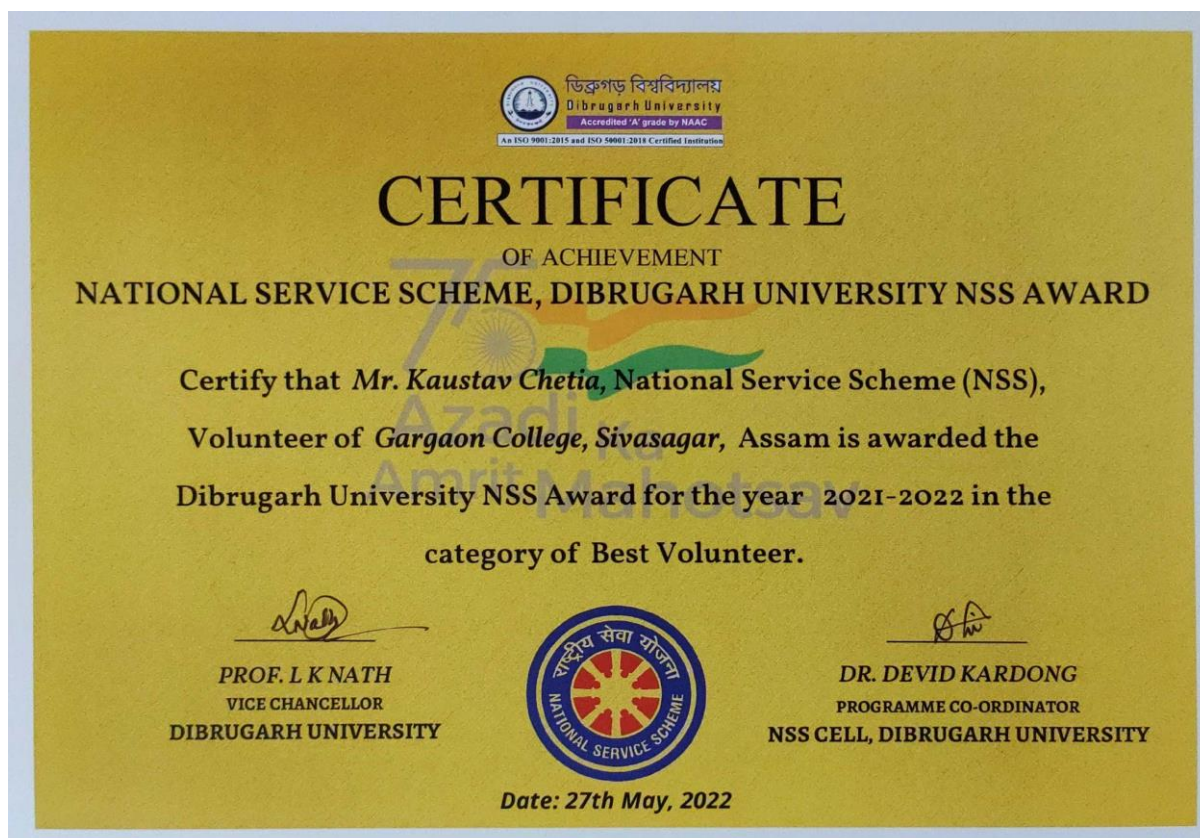 ডিব্রুগড় বিশ্ববিদ্যালয়
Dibrugarh University
Accredited 'A' grade by NAAC
An ISO 9001:2015 and ISO 50001:2018 Certified Institution
CERTIFICATE
OF ACHIEVEMENT
NATIONAL SERVICE SCHEME, DIBRUGARH UNIVERSITY NSS AWARD
75
Azadi Ka
Amrit Mahotsav
Certify that Mr. Kaustav Chetia, National Service Scheme (NSS),
Volunteer of Gargaon College, Sivasagar, Assam is awarded the
Dibrugarh University NSS Award for the year 2021-2022 in the
category of Best Volunteer.
PROF. L K NATH
VICE CHANCELLOR
DIBRUGARH UNIVERSITY
राष्ट्रीय सेवा योजना
NATIONAL SERVICE SCHEME
DR. DEVID KARDONG
PROGRAMME CO-ORDINATOR
NSS CELL, DIBRUGARH UNIVERSITY
Date: 27th May, 2022